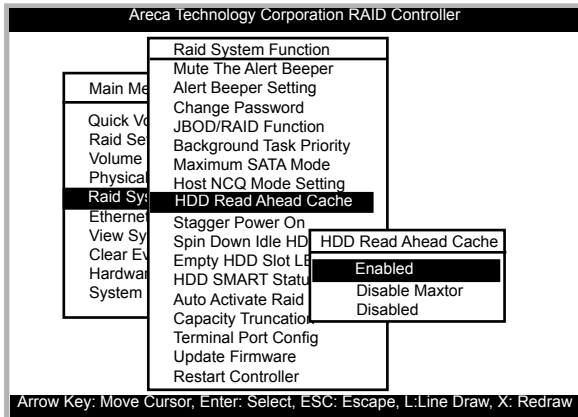 Areca Technology Corporation RAID Controller
Raid System Function
Mute The Alert Beeper
Alert Beeper Setting
Change Password
JBOD/RAID Function
Background Task Priority
Maximum SATA Mode
Host NCQ Mode Setting
HDD Read Ahead Cache
Stagger Power On
Spin Down Idle HD
Empty HDD Slot LE
HDD SMART Statu
Auto Activate Raid
Capacity Truncation
Terminal Port Config
Update Firmware
Restart Controller
Main Me
Quick Vo
Raid Se
Volume
Physical
Raid Sy
Ethernet
View Sy
Clear Ev
Hardwar
System
HDD Read Ahead Cache
Enabled
Disable Maxtor
Disabled
Arrow Key: Move Cursor, Enter: Select, ESC: Escape, L:Line Draw, X: Redraw